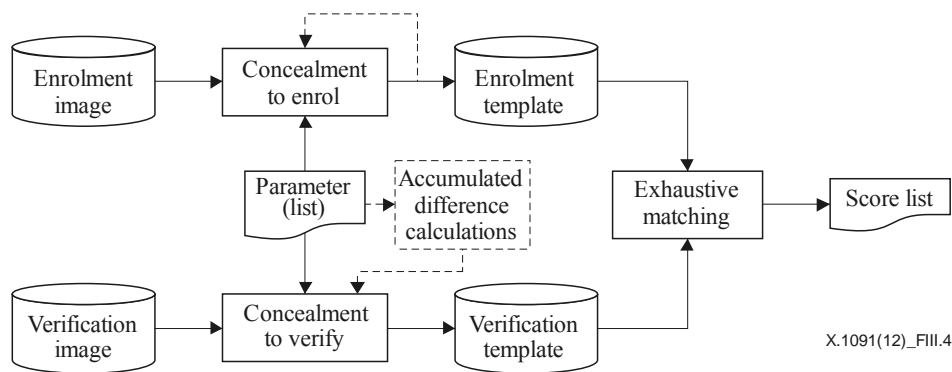 Enrolment
image
Concealment
to enrol
Enrolment
template
Parameter
(list)
Accumulated
difference
calculations
Exhaustive
matching
Score list
Verification
image
Concealment
to verify
Verification
template
X.1091(12)_FIII.4